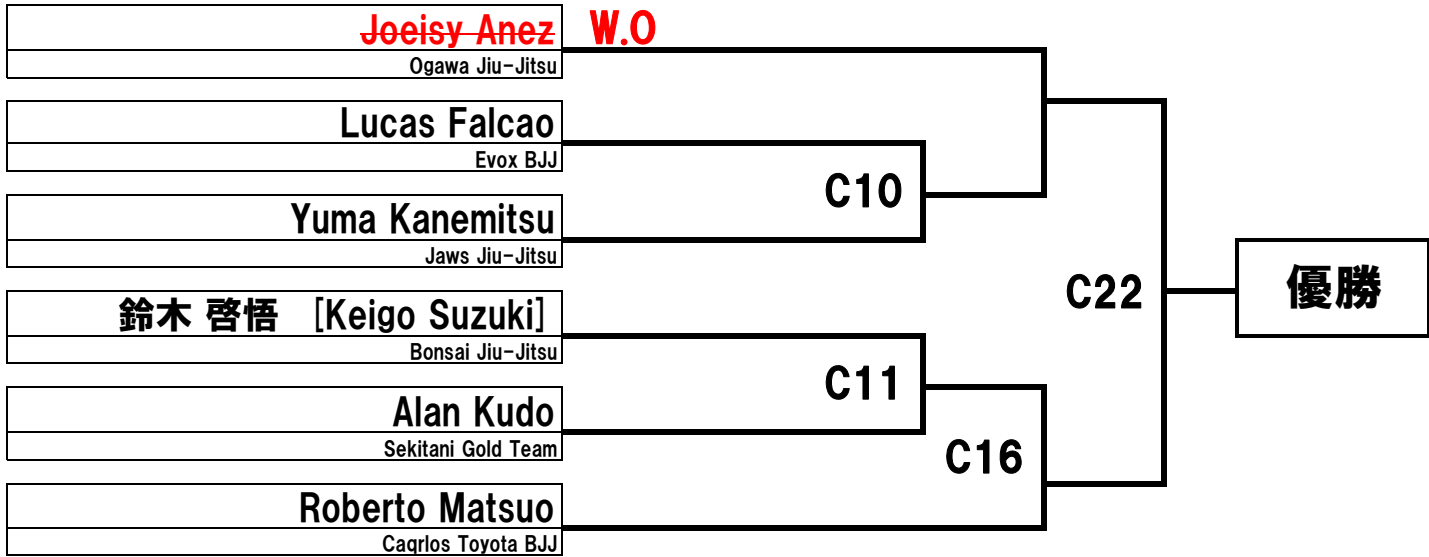 Joeisy Anez W.O
Ogawa Jiu-Jitsu
Lucas Falcao
Evox BJJ
C10
Yuma Kanemitsu
Jaws Jiu-Jitsu
C22
優勝
鈴木 啓悟 [Keigo Suzuki]
Bonsai Jiu-Jitsu
C11
Alan Kudo
Sekitani Gold Team
C16
Roberto Matsuo
Caqrlos Toyota BJJ